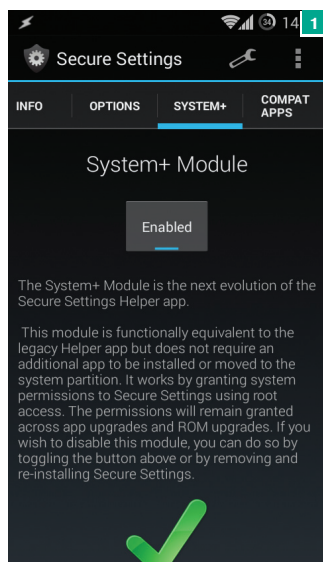 34 14 1
Secure Settings
INFO OPTIONS SYSTEM+ COMPAT APPS
System+ Module
Enabled
The System+ Module is the next evolution of the
Secure Settings Helper app.
This module is functionally equivalent to the
legacy Helper app but does not require an
additional app to be installed or moved to the
system partition. It works by granting system
permissions to Secure Settings using root
access. The permissions will remain granted
across app upgrades and ROM upgrades. If you
wish to disable this module, you can do so by
toggling the button above or by removing and
re-installing Secure Settings.